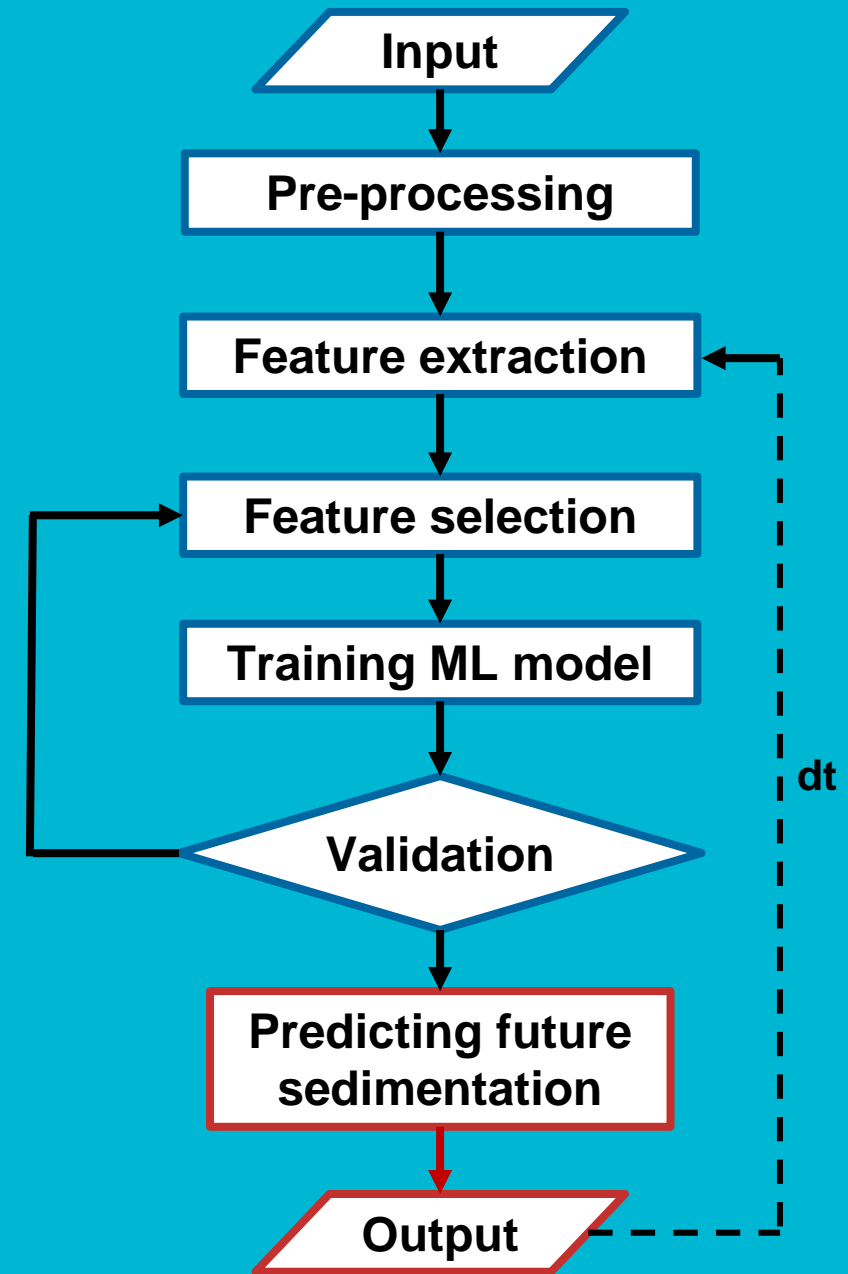 Input
Pre-processing
Feature extraction
Feature selection
Training ML model
dt
Validation
Predicting future
sedimentation
Output